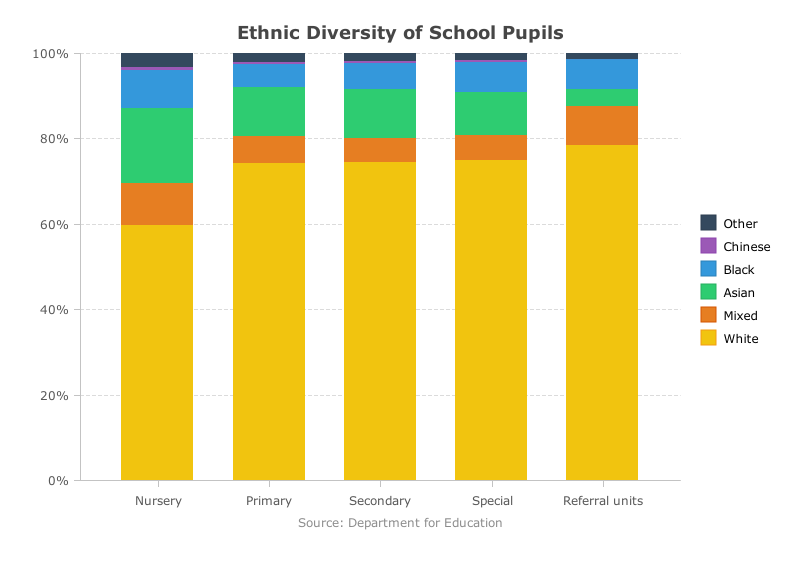 Ethnic Diversity of School Pupils
100%
80%
60%
40%
20%
0%
Other
Chinese
Black
Asian
Mixed
White
Nursery Primary Secondary Special Referral units
Source: Department for Education